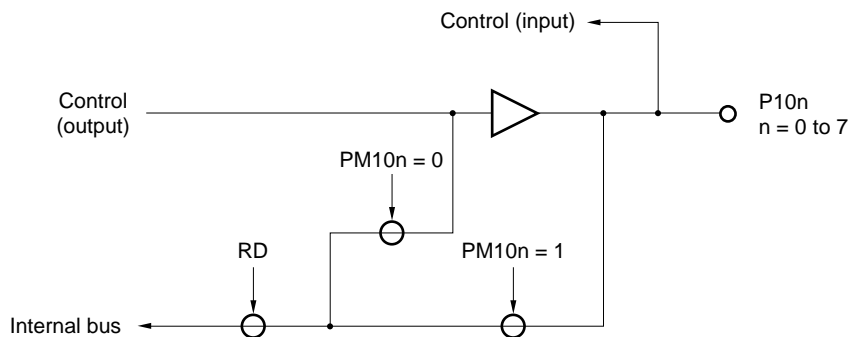 Control (input)
Control
(output)
P10n
n = 0 to 7
PM10n = 0
RD
PM10n = 1
Internal bus